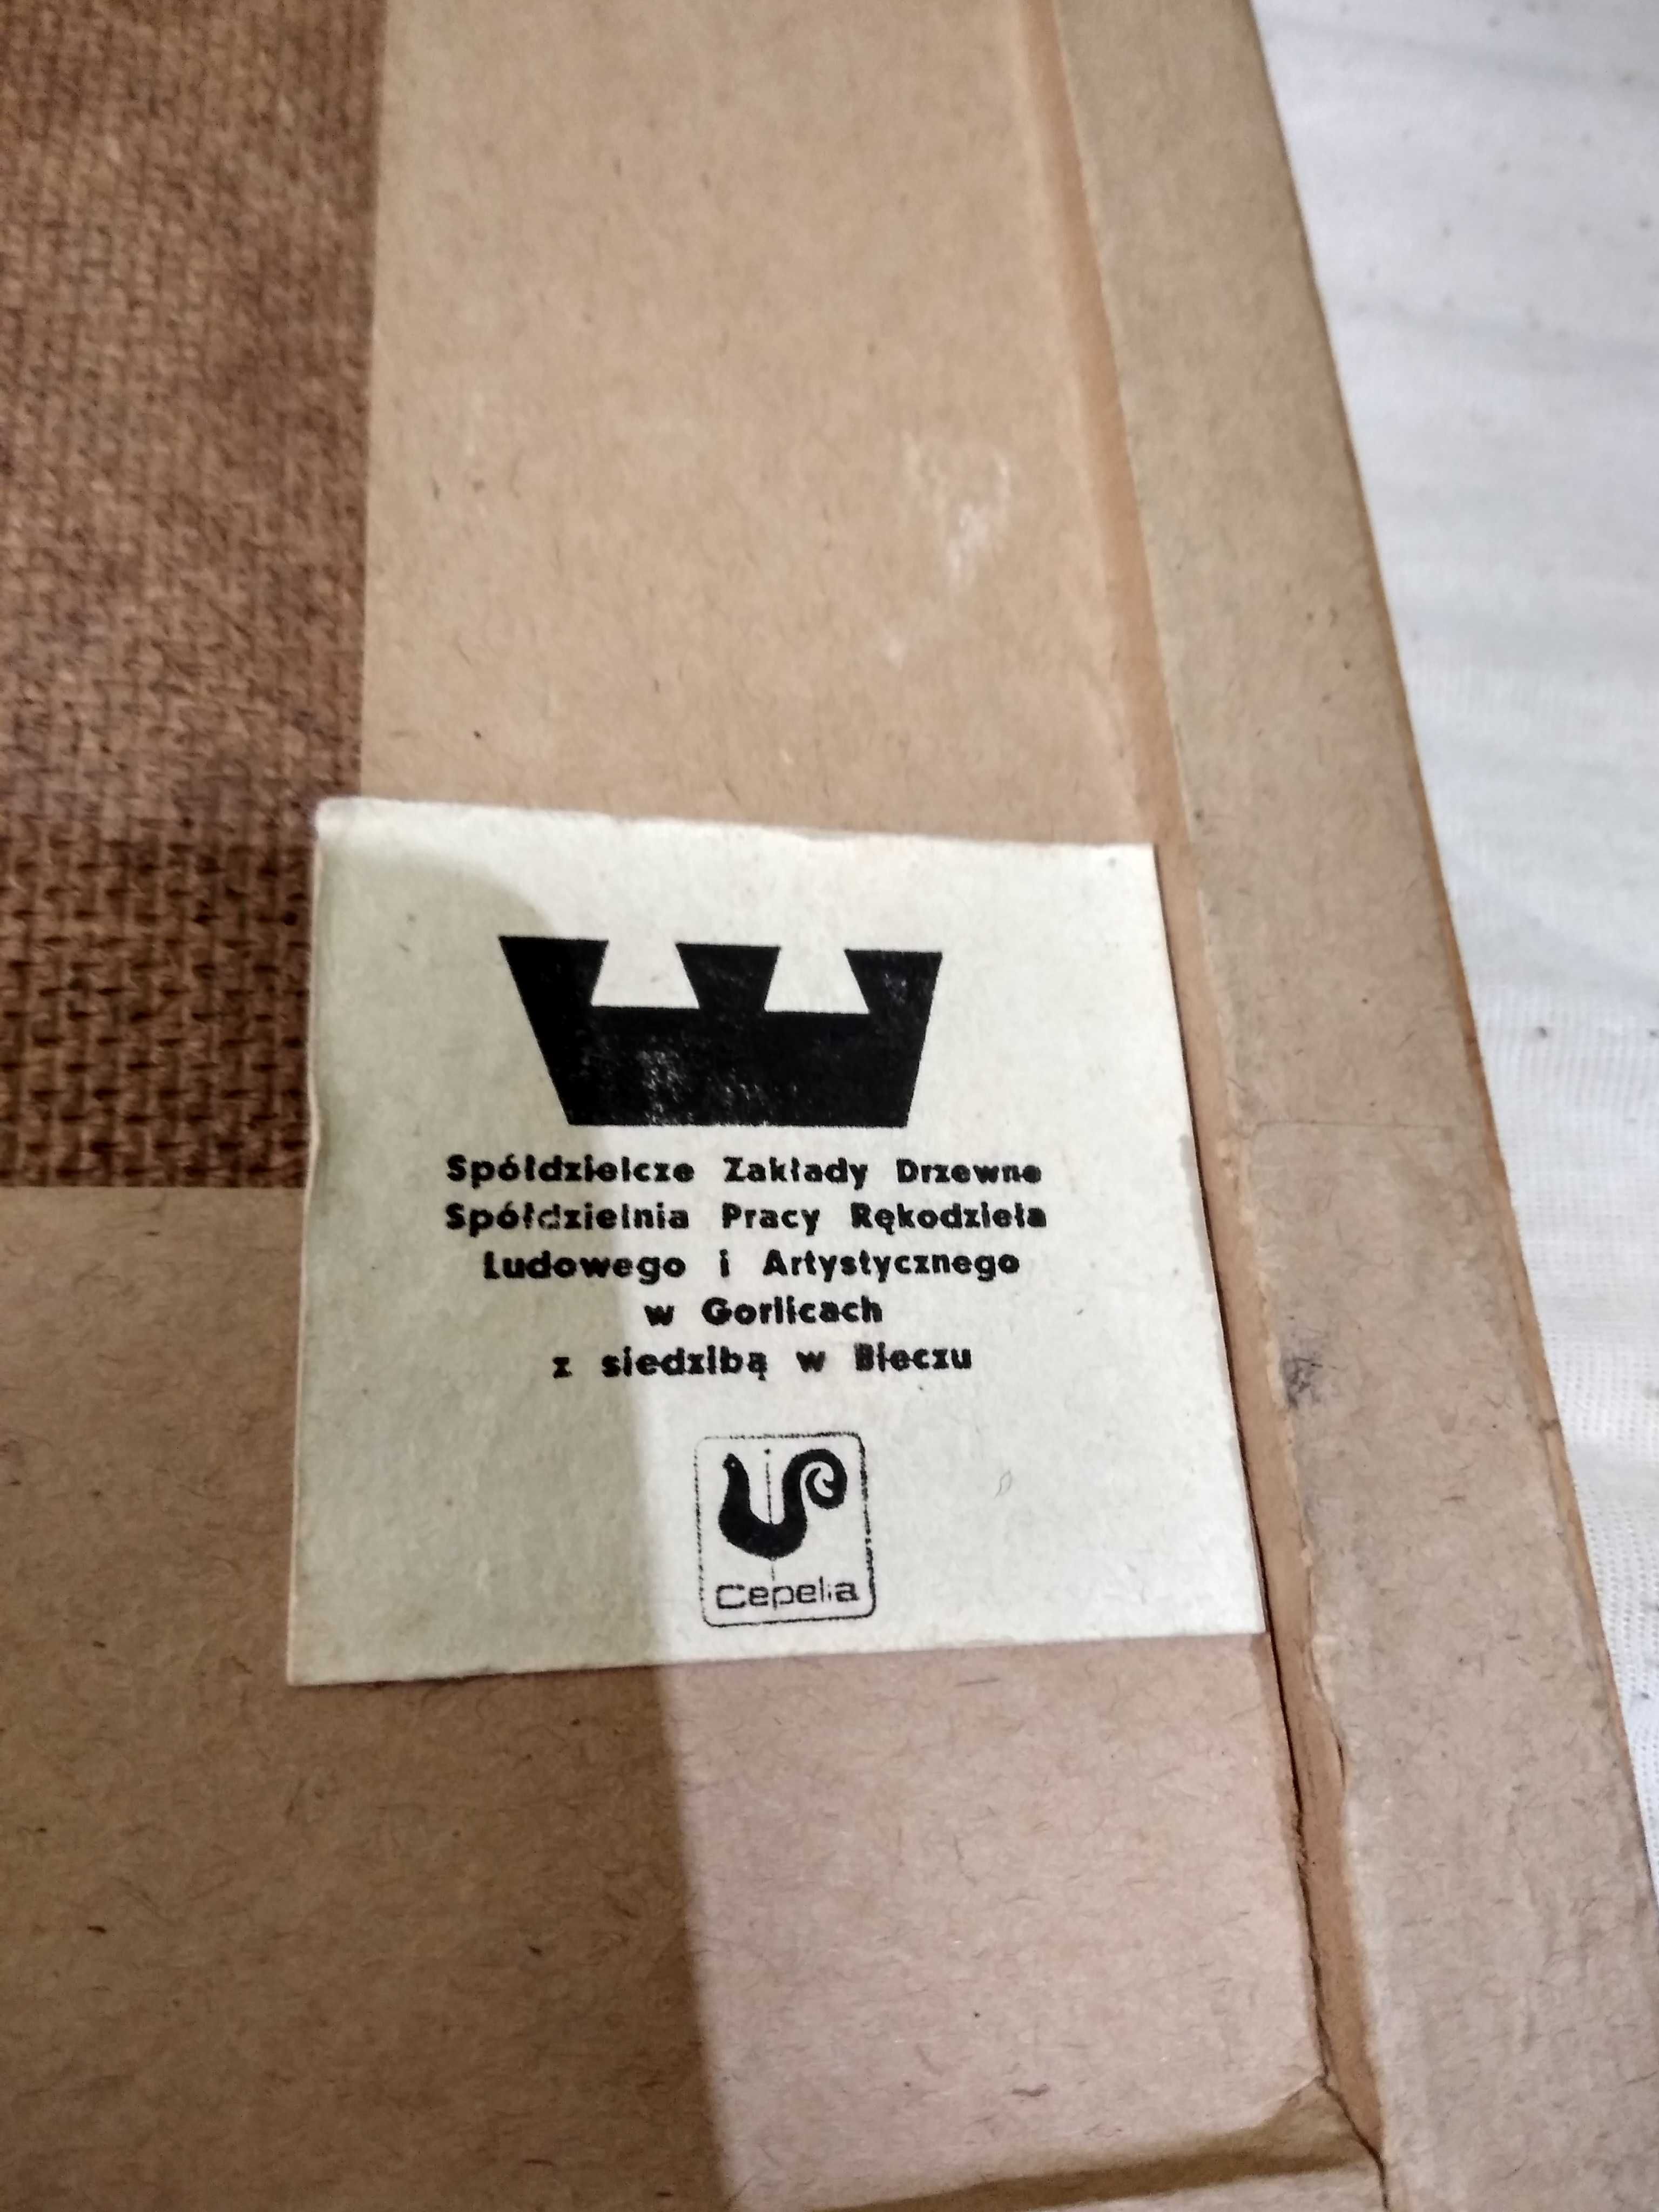 Spółdzielcze Zakłady Drzewne
Spółdzielnia Pracy Rękodzieła
Ludowego i Artystycznego
w Gorlicach
z siedzibą w Bieczu
Cepelia